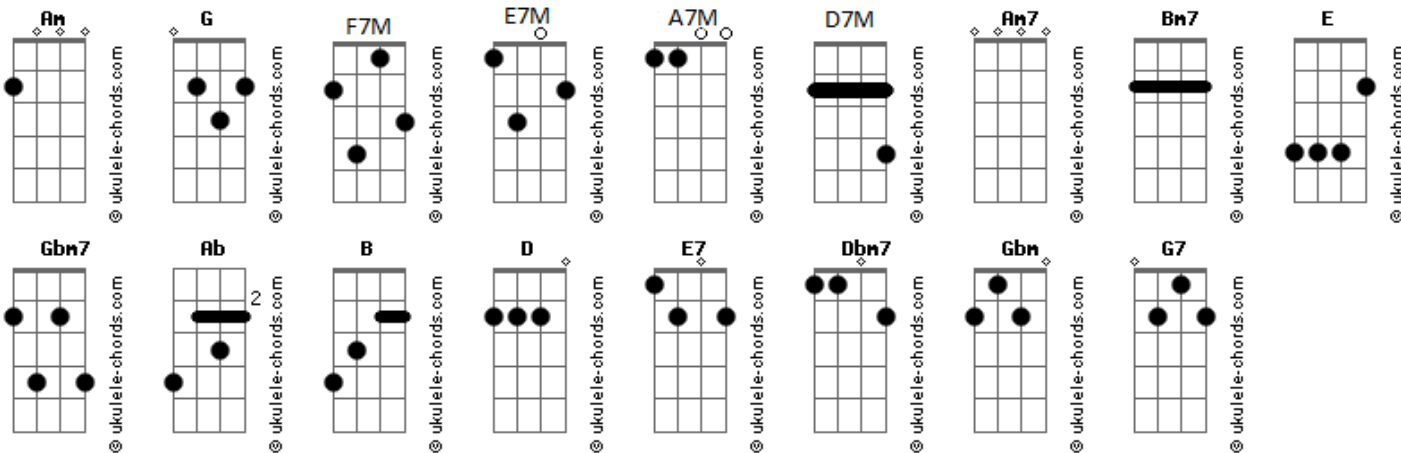 Am G F7M E7M A7M D7M Am7 Bm7 E
© ukulele-chords.com © ukulele-chords.com © ukulele-chords.com © ukulele-chords.com © ukulele-chords.com © ukulele-chords.com © ukulele-chords.com © ukulele-chords.com © ukulele-chords.com
Gbm7 Ab B D E7 Dbm7 Gbm G7
2
© ukulele-chords.com © ukulele-chords.com © ukulele-chords.com © ukulele-chords.com © ukulele-chords.com © ukulele-chords.com © ukulele-chords.com © ukulele-chords.com